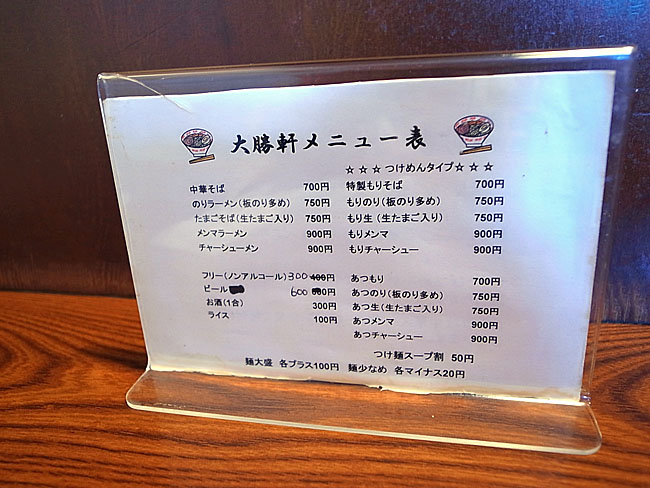 大勝軒メニュー表
☆☆☆つけめんタイプ☆☆☆
中華そば 700円
のりラーメン(板のり多め) 750円
たまごそば(生たまご入り) 750円
メンマラーメン 900円
チャーシューメン 900円
特製もりそば 700円
もりのり(板のり多め) 750円
もり生(生たまご入り) 750円
もりメンマ 900円
もりチャーシュー 900円
フリー(ノンアルコール) 300 400円
ビール 600 円
お酒(1合) 300円
ライス 100円
あつもり 700円
あつのり(板のり多め) 750円
あつ生(生たまご入り) 750円
あつメンマ 900円
あつチャーシュー 900円
つけ麺スープ割 50円
麺大盛 各プラス100円 麺少なめ 各マイナス20円